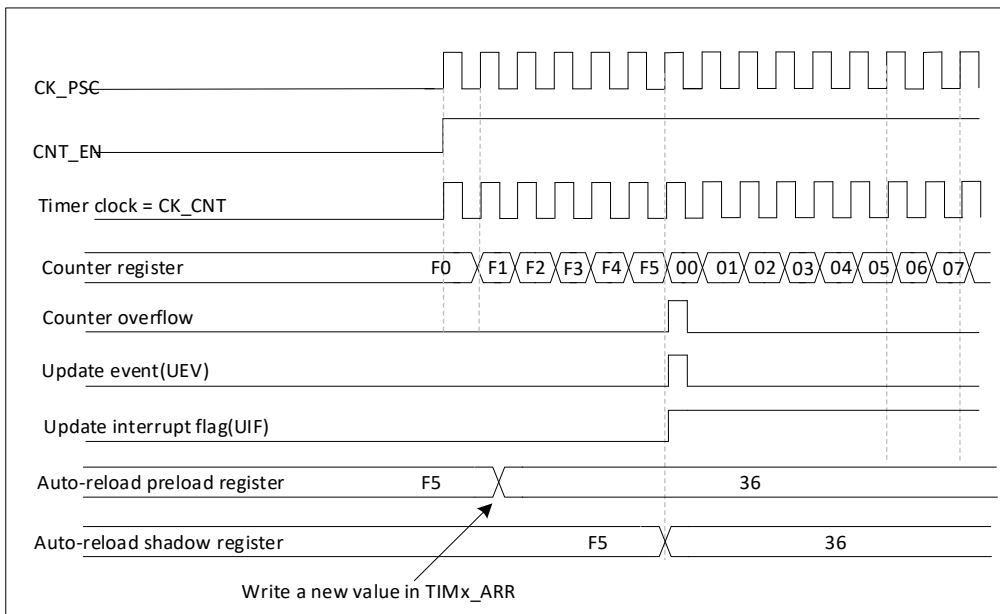 CK_PSC
CNT_EN
Timer clock = CK_CNT
Counter register F0 F1 F2 F3 F4 F5 00 01 02 03 04 05 06 07
Counter overflow
Update event(UEV)
Update interrupt flag(UIF)
Auto-reload preload register F5 36
Auto-reload shadow register F5 36
Write a new value in TIMx_ARR